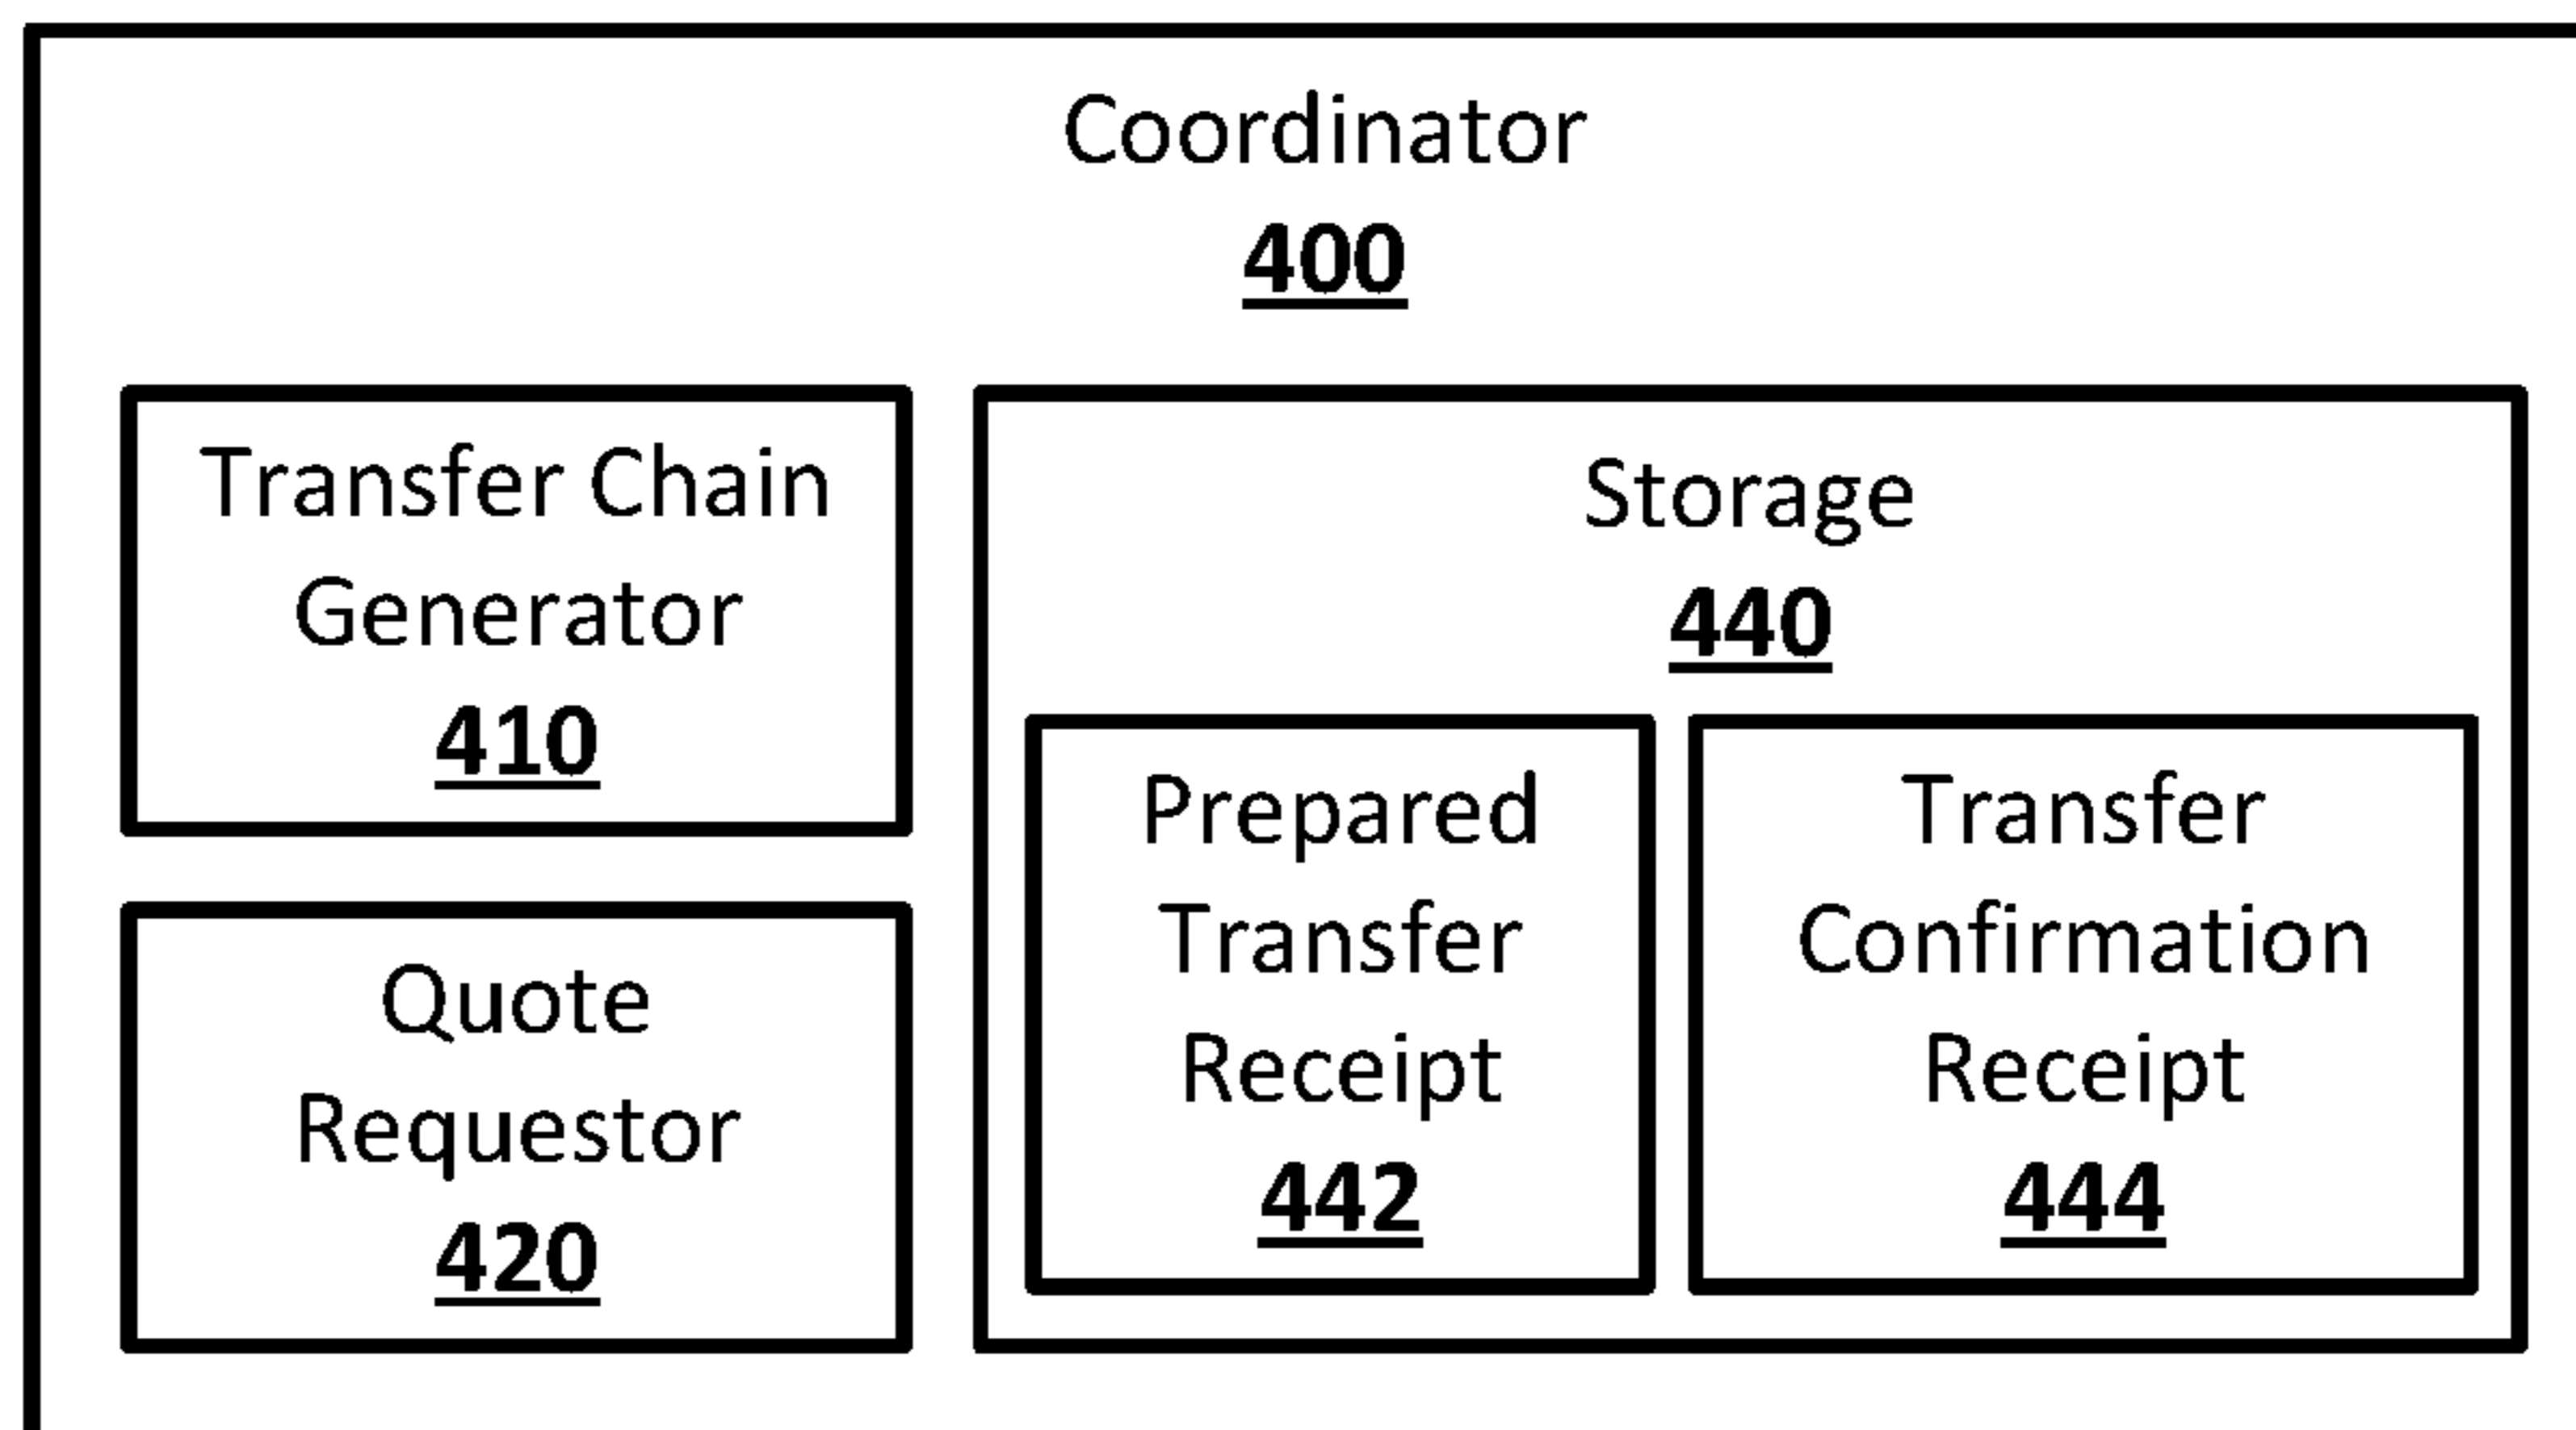 Coordinator
400
Transfer Chain
Generator
410
Quote
Requestor
420
Storage
440
Prepared
Transfer
Receipt
442
Transfer
Confirmation
Receipt
444